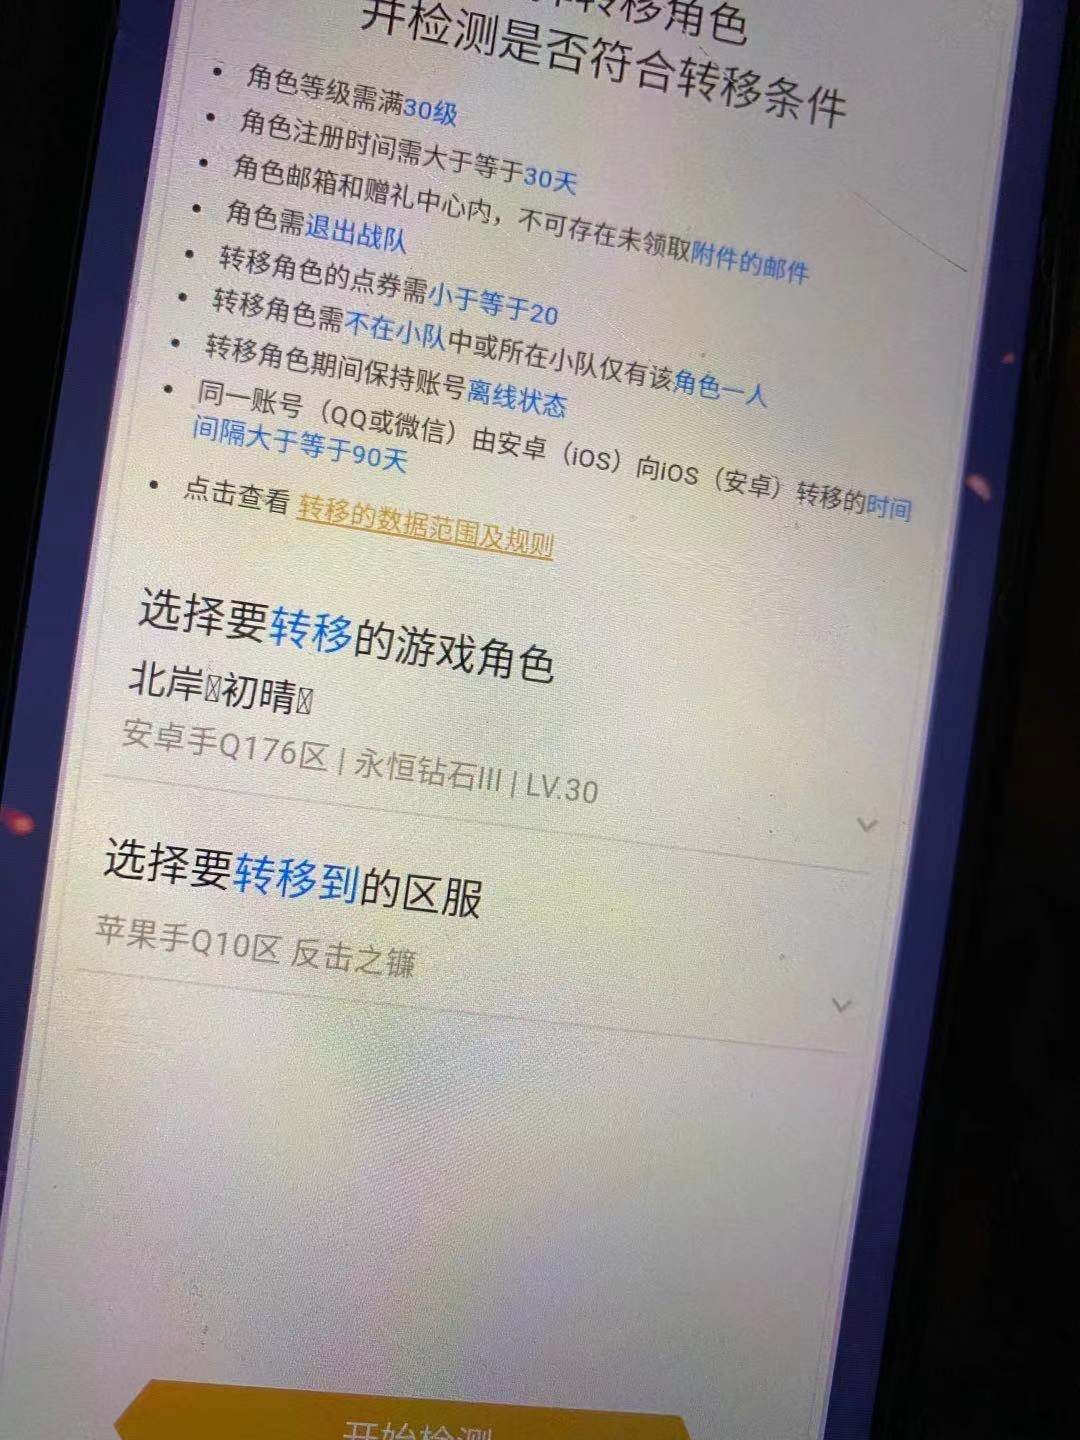 转移角色
并检测是否符合转移条件
• 角色等级需满30级
• 角色注册时间需大于等于30天
• 角色邮箱和赠礼中心内，不可存在未领取附件的邮件
• 角色需退出战队
• 转移角色的点券需小于等于20
• 转移角色需不在小队中或所在小队仅有该角色一人
• 转移角色期间保持账号离线状态
• 同一账号（QQ或微信）由安卓（iOS）向iOS（安卓）转移的时间
间隔大于等于90天
• 点击查看 转移的数据范围及规则
选择要转移的游戏角色
北岸初晴
安卓手Q176区 | 永恒钻石III | LV.30
选择要转移到的区服
苹果手Q10区 反击之镰
开始检测